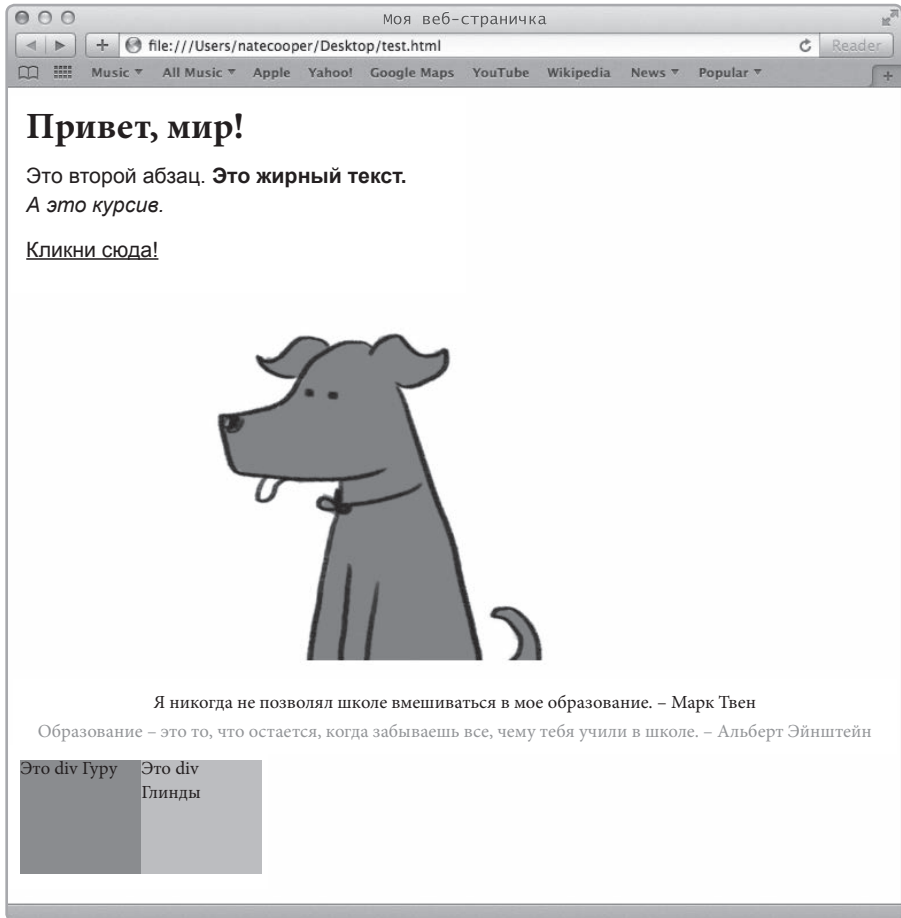 Моя веб-страничка
file:///Users/natecooper/Desktop/test.html
Reader
Music All Music Apple Yahoo! Google Maps YouTube Wikipedia News Popular
Привет, мир!
Это второй абзац. Это жирный текст.
А это курсив.
Кликни сюда!
Я никогда не позволял школе вмешиваться в мое образование. – Марк Твен
Образование – это то, что остается, когда забываешь все, чему тебя учили в школе. – Альберт Эйнштейн
Это div Гуру
Это div
Глинды